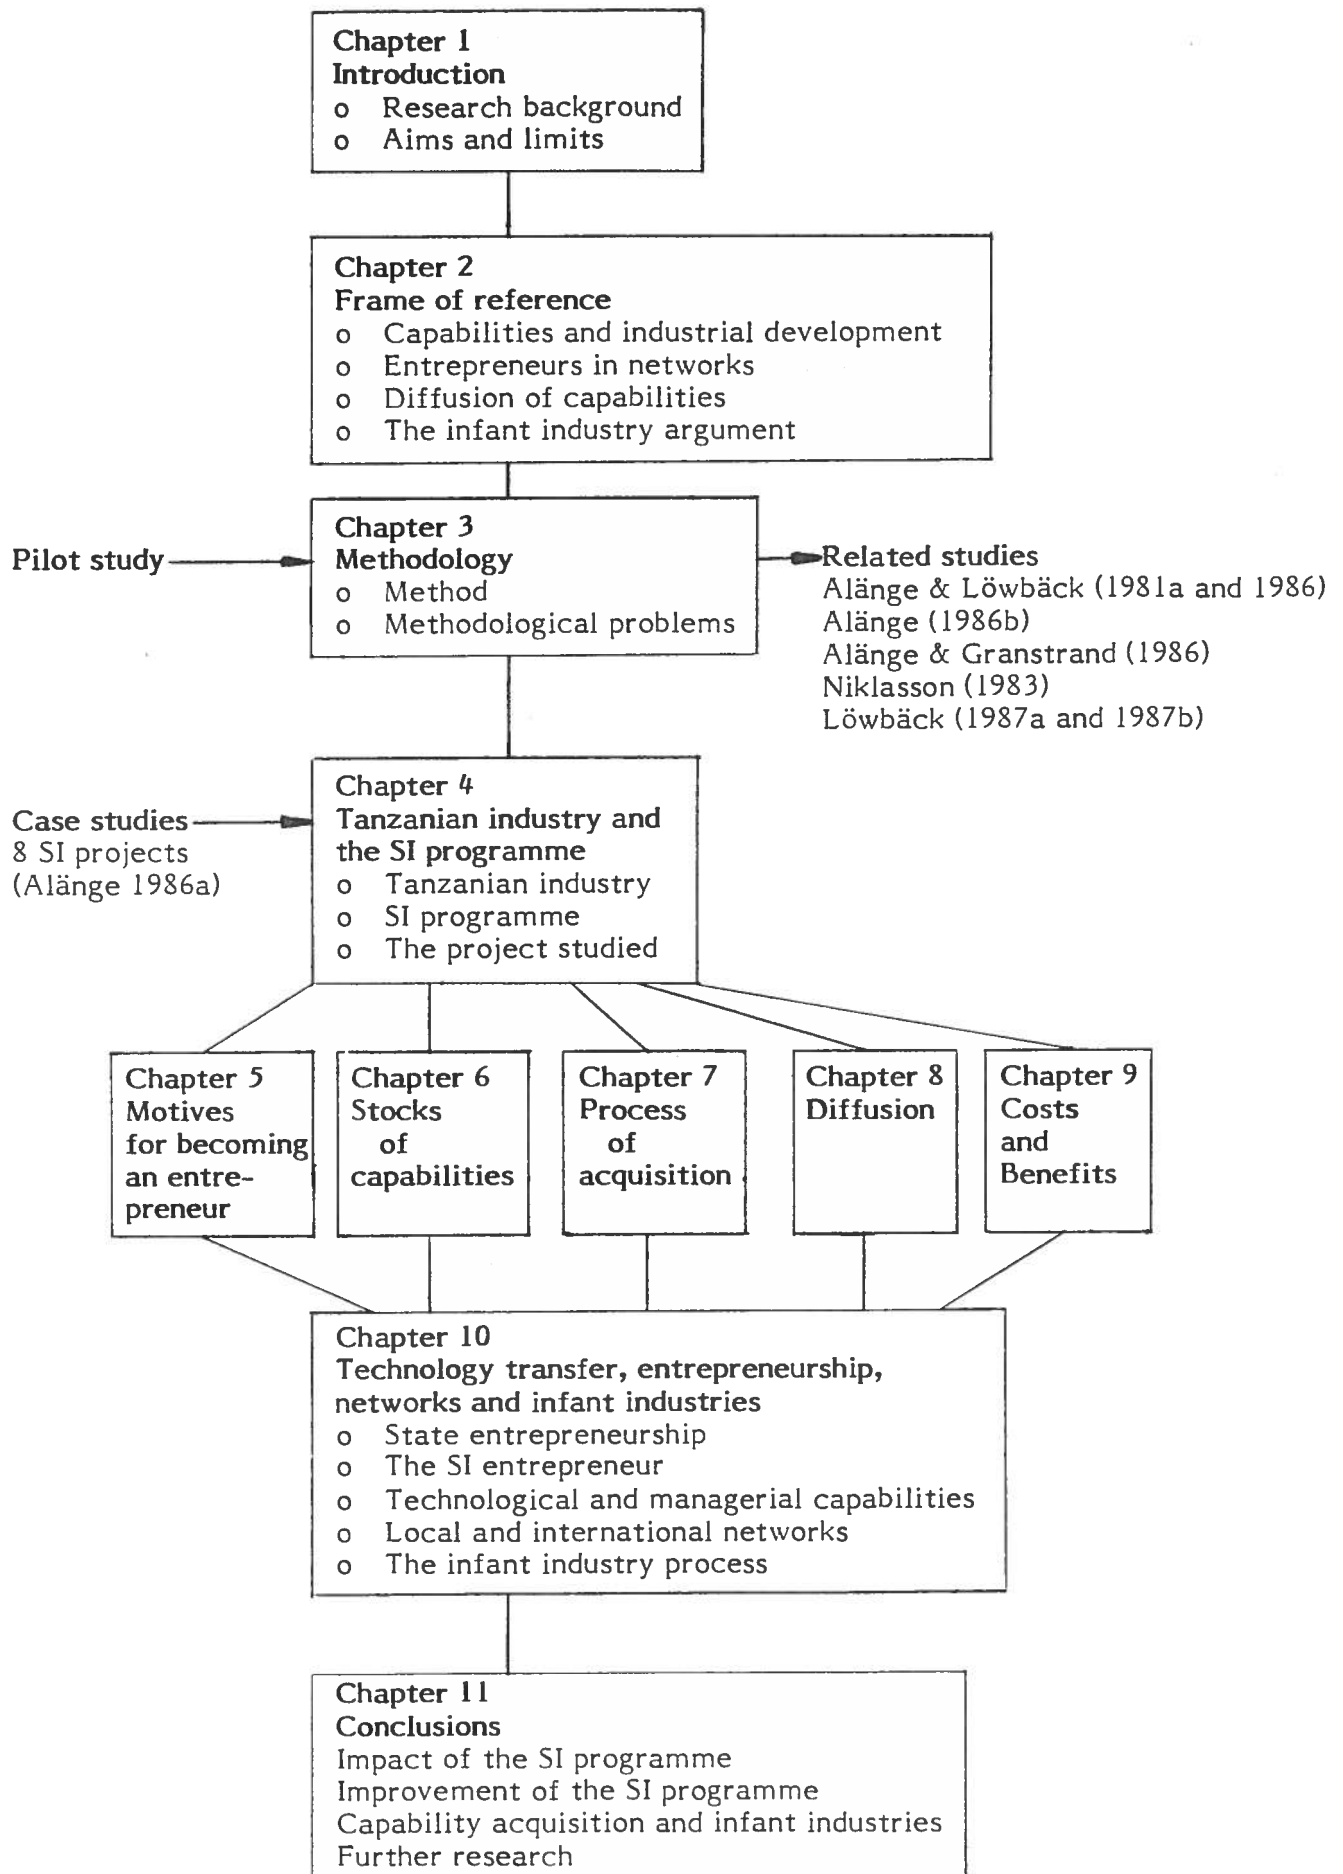 Chapter 1
Introduction
o Research background
o Aims and limits
Chapter 2
Frame of reference
o Capabilities and industrial development
o Entrepreneurs in networks
o Diffusion of capabilities
o The infant industry argument
Pilot study
Chapter 3
Methodology
o Method
o Methodological problems
Related studies
Alänge & Löwbäck (1981a and 1986)
Alänge (1986b)
Alänge & Granstrand (1986)
Niklasson (1983)
Löwbäck (1987a and 1987b)
Case studies
8 SI projects
(Alänge 1986a)
Chapter 4
Tanzanian industry and
the SI programme
o Tanzanian industry
o SI programme
o The project studied
Chapter 5
Motives
for becoming
an entre-
preneur
Chapter 6
Stocks
of
capabilities
Chapter 7
Process
of
acquisition
Chapter 8
Diffusion
Chapter 9
Costs
and
Benefits
Chapter 10
Technology transfer, entrepreneurship,
networks and infant industries
o State entrepreneurship
o The SI entrepreneur
o Technological and managerial capabilities
o Local and international networks
o The infant industry process
Chapter 11
Conclusions
Impact of the SI programme
Improvement of the SI programme
Capability acquisition and infant industries
Further research